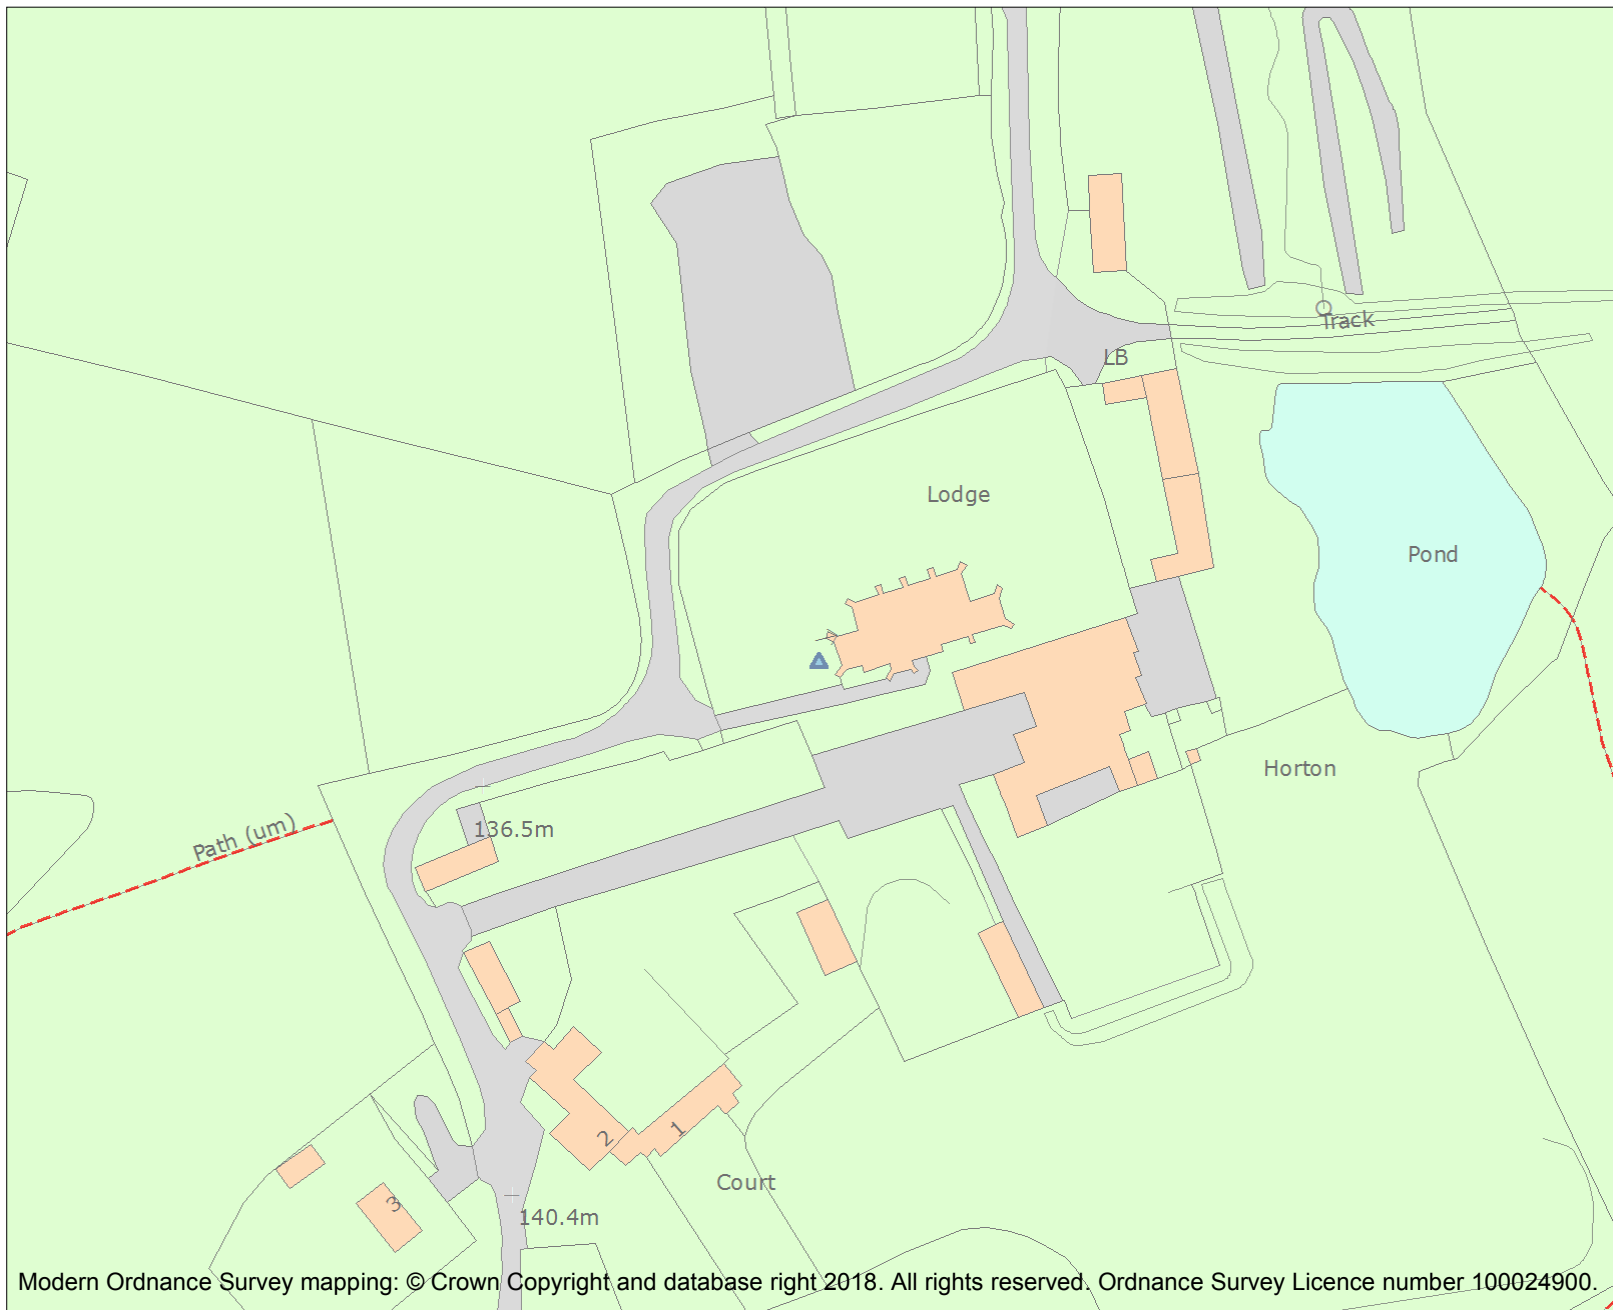 Track
LB
Lodge
Pond
Horton
136.5m
Path (um)
2
1
3
Court
140.4m
Modern Ordnance Survey mapping: © Crown Copyright and database right 2018. All rights reserved. Ordnance Survey Licence number 100024900.